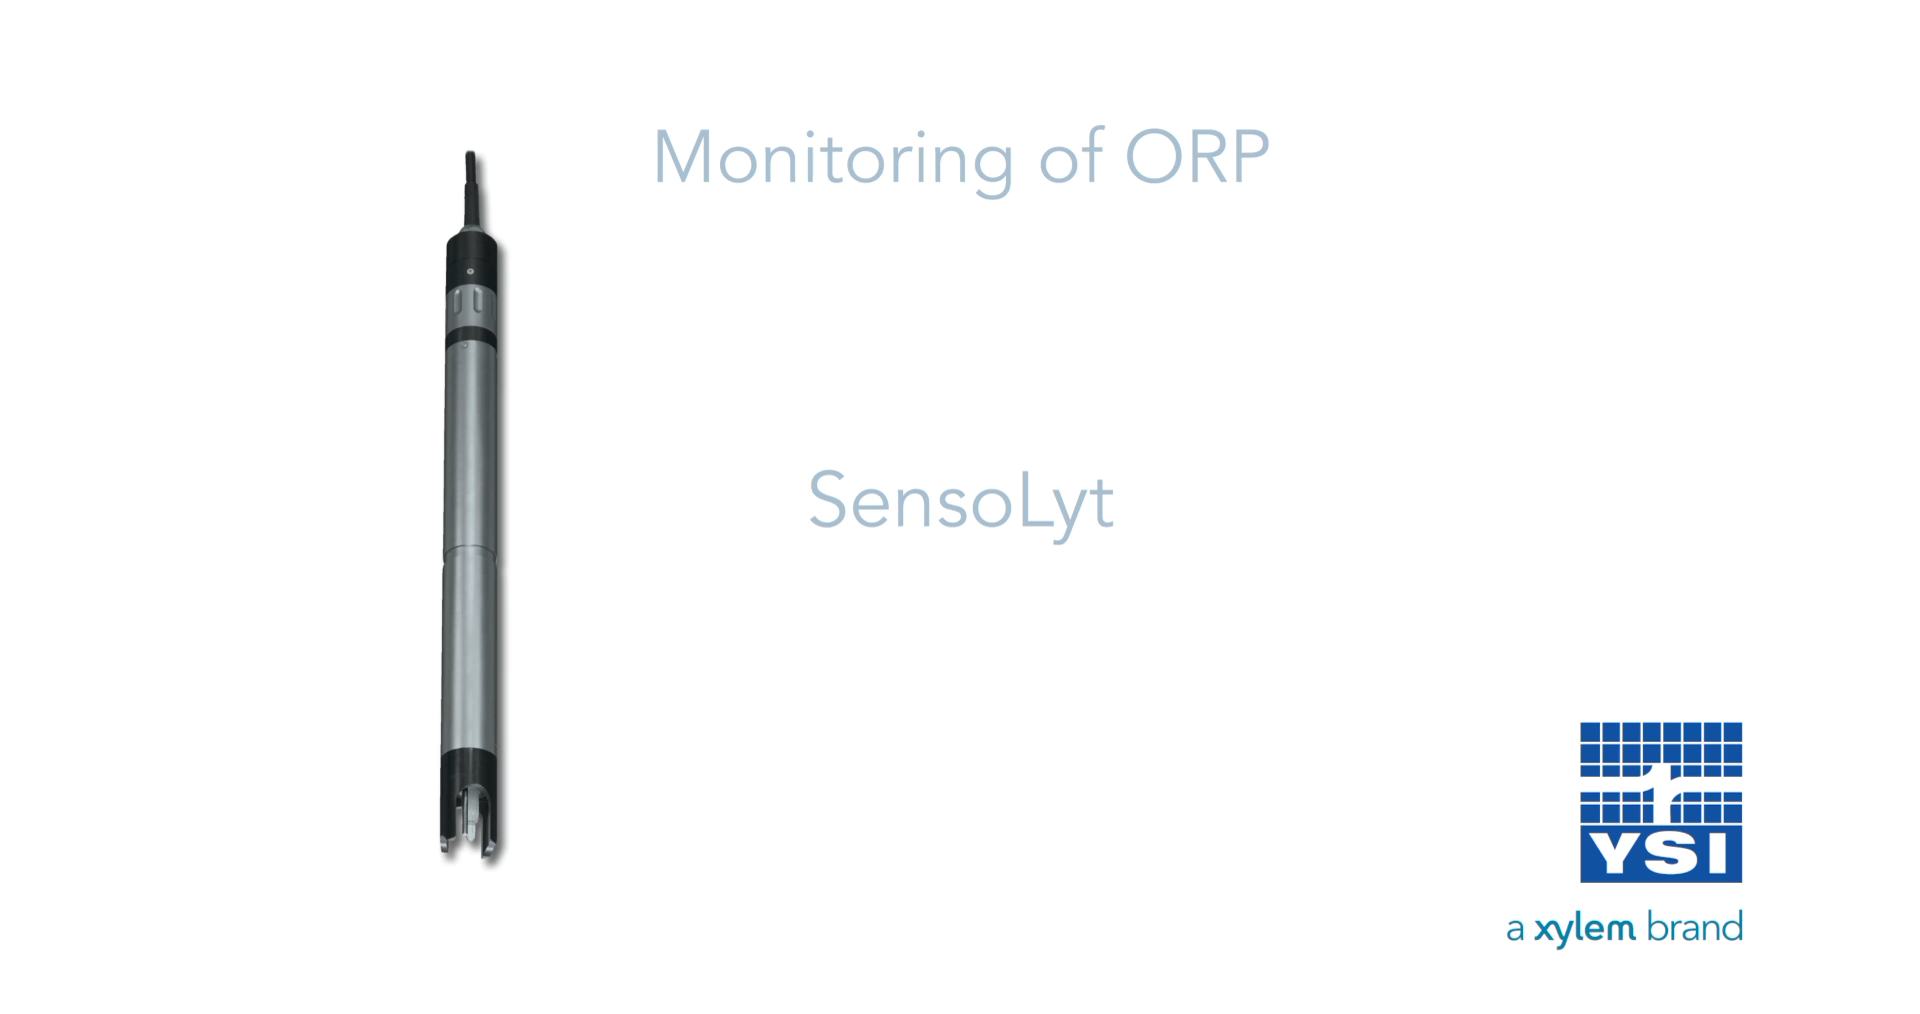 Monitoring of ORP
SensoLyt
YSI
a xylem brand